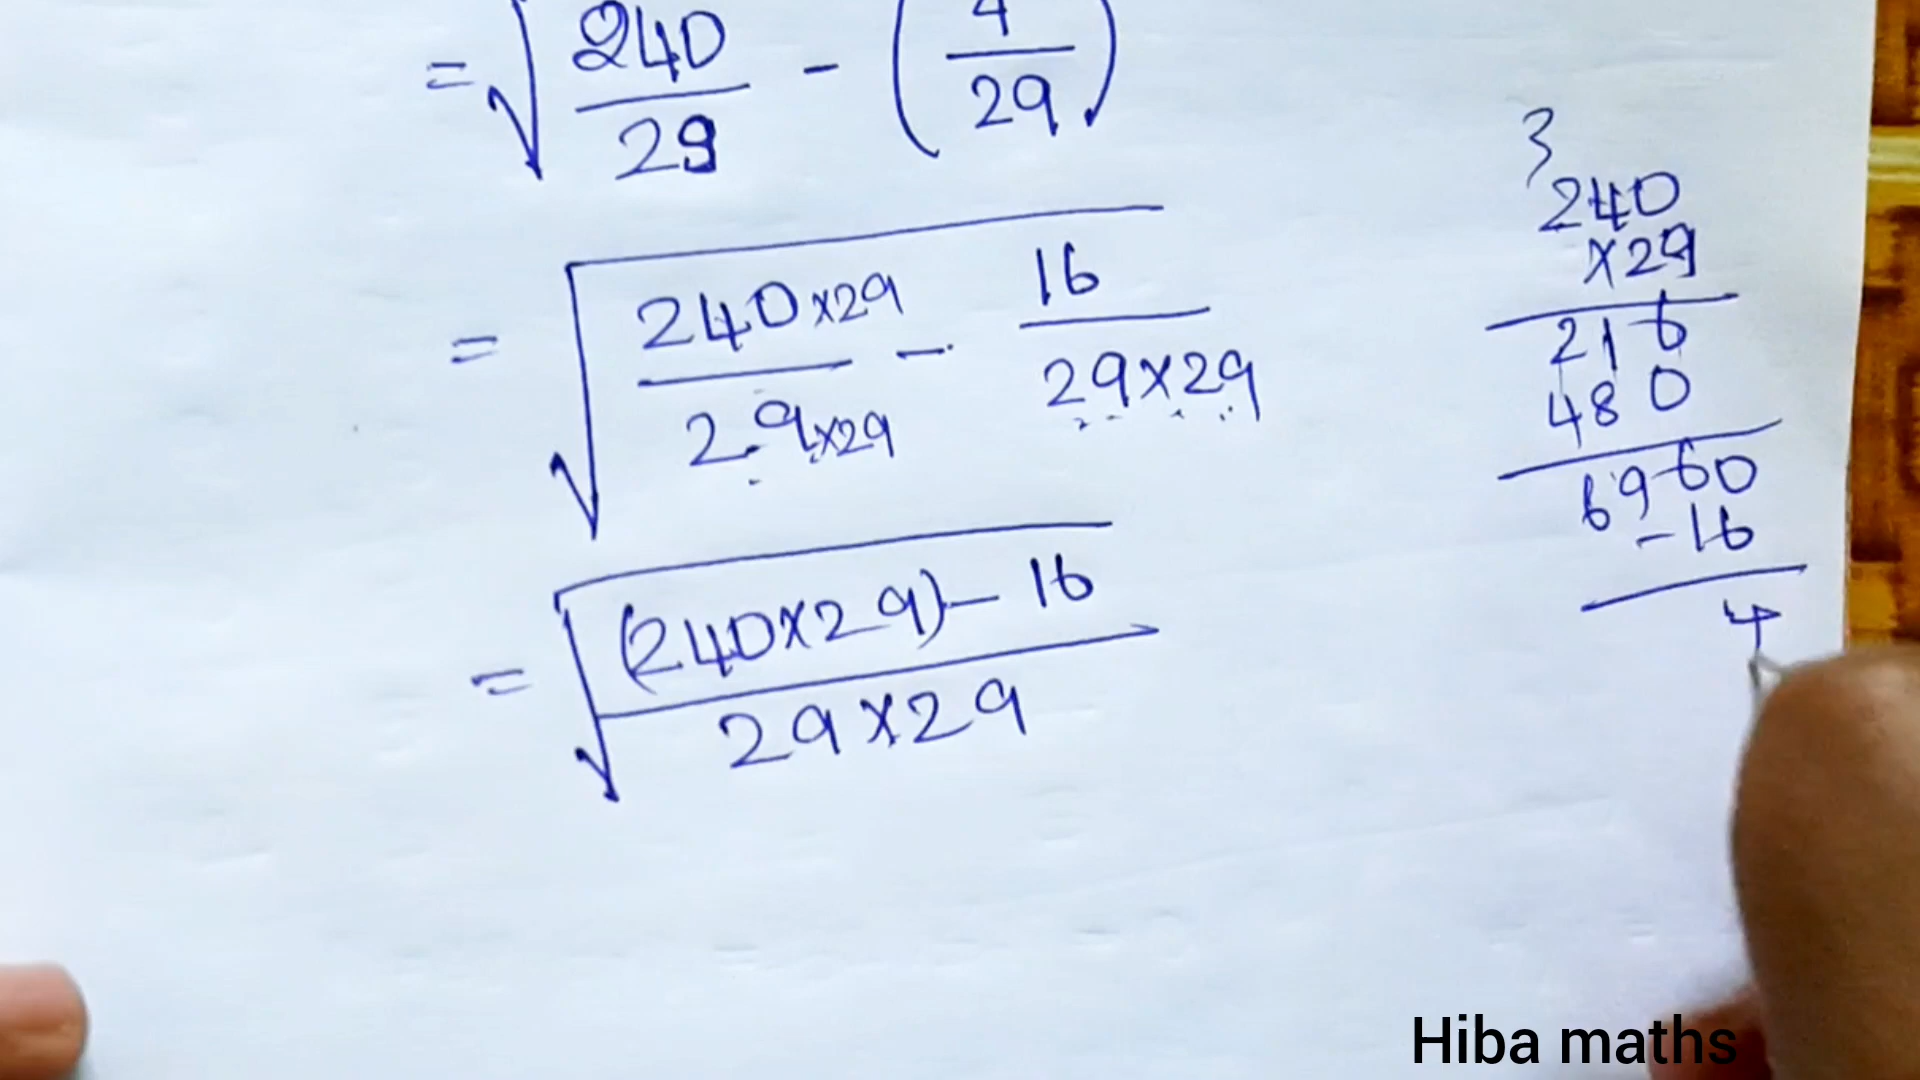 = √ 240/29 - (4/29)
= √ 240×29/29×29 - 16/29×29
= √ (240×29) - 16/29×29
3
240
×29
216
480
6960
-16
4
Hiba maths